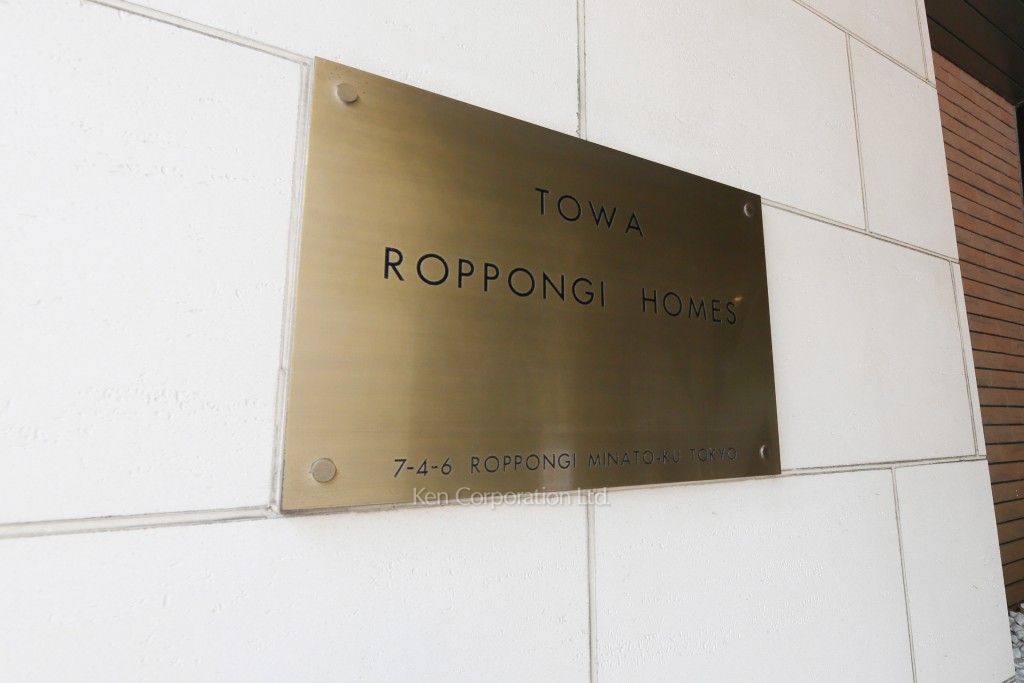 TOWA
ROPPONGI HOMES
7-4-6 ROPPONGI MINATO-KU TOKYO
Ken Corporation Ltd.